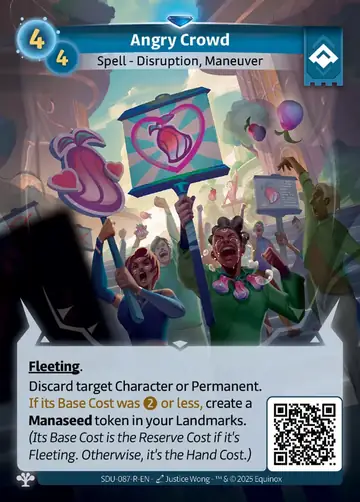 4
4
Angry Crowd
Spell - Disruption, Maneuver
Fleeting.
Discard target Character or Permanent.
If its Base Cost was 2 or less, create a
Manaseed token in your Landmarks.
(Its Base Cost is the Reserve Cost if it's
Fleeting. Otherwise, it's the Hand Cost.)
SDU-087-R-EN - Justice Wong - ™ & © 2025 Equinox